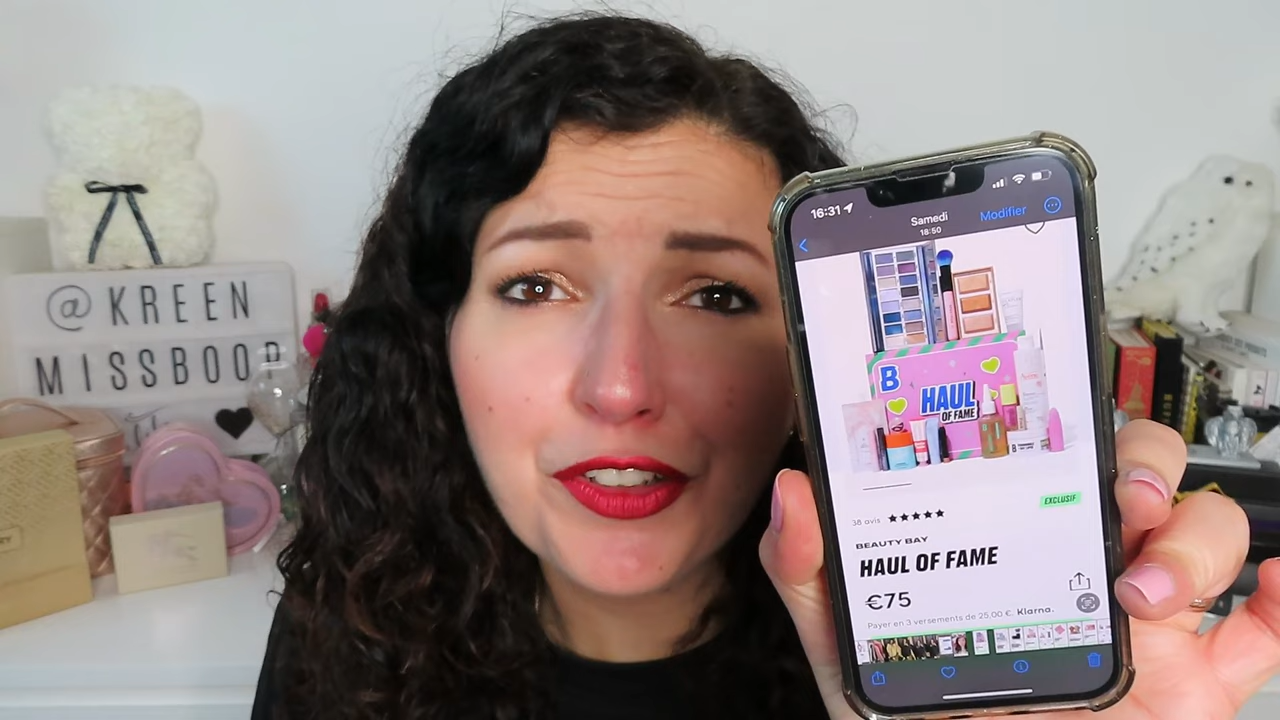 @KREEN
MISSBOOP
16:31
Samedi
18:50
Modifier
B
HAUL
OF FAME
EXCLUSIF
38 avis
BEAUTY BAY
HAUL OF FAME
€75
Payer en 3 versements de 25,00 €. Klarna.